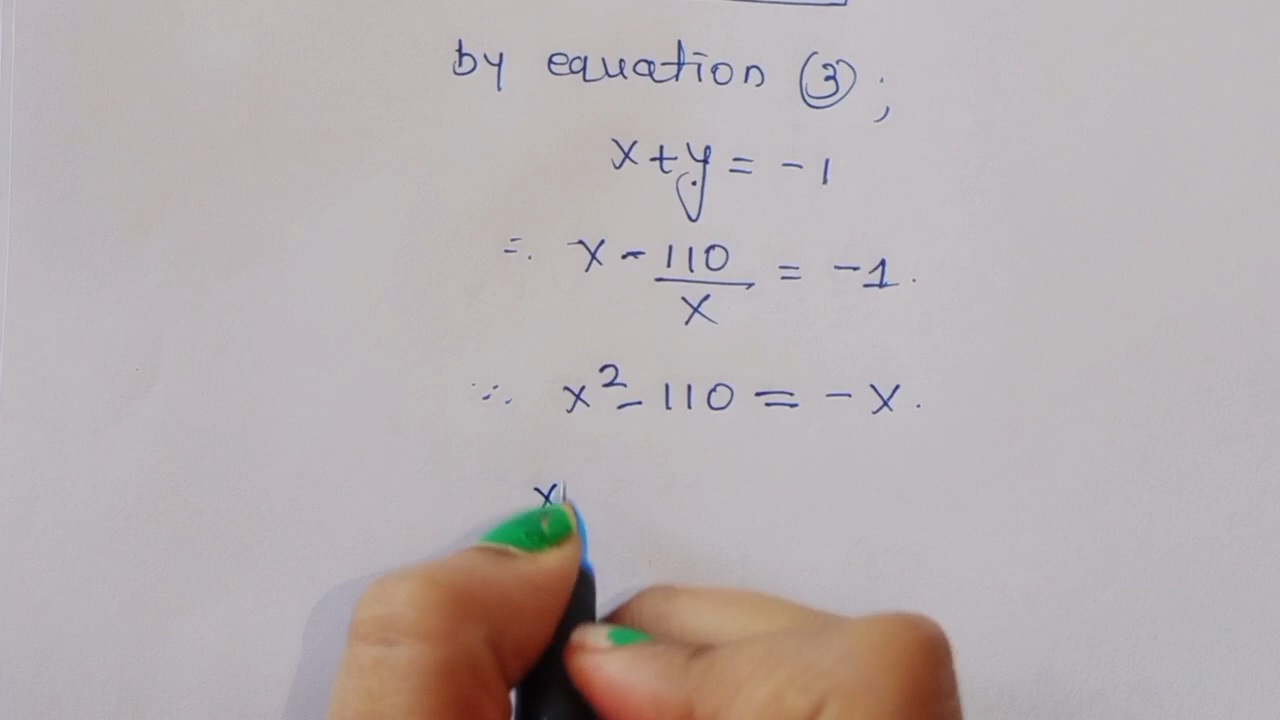 by equation ③;
x+y = -1
∴ x - 110/x = -1.
∴ x² - 110 = -x.
x